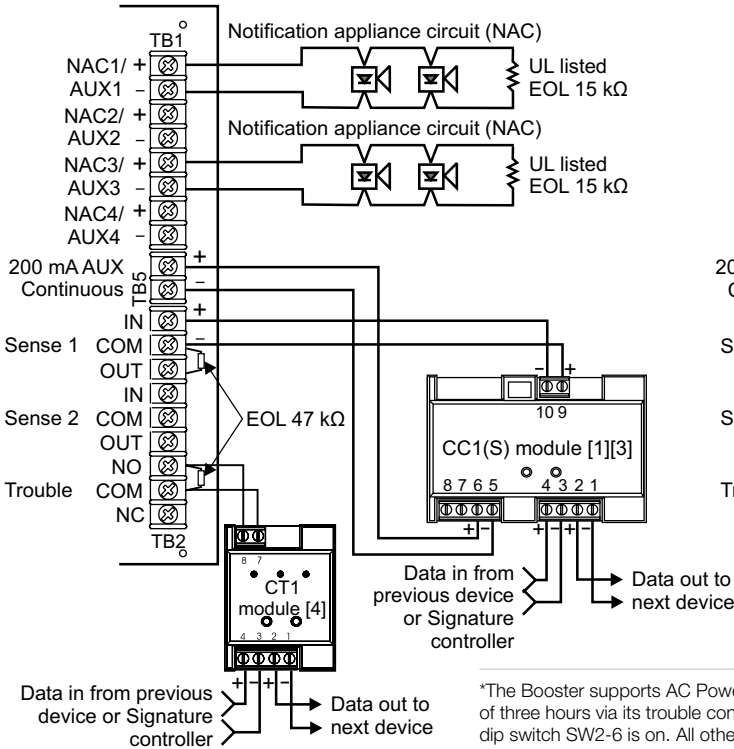 TB1
Notification appliance circuit (NAC)
NAC1/ +
AUX1 –
UL listed
EOL 15 kΩ
NAC2/ +
AUX2 –
Notification appliance circuit (NAC)
NAC3/ +
AUX3 –
UL listed
EOL 15 kΩ
NAC4/ +
AUX4 –
200 mA AUX
Continuous
TB5
+
–
+
–
IN
Sense 1 COM
OUT
IN
Sense 2 COM
OUT
NO
Trouble COM
NC
TB2
EOL 47 kΩ
– +
10 9
CC1(S) module [1][3]
8 7 6 5 4 3 2 1
+ – + – + –
Data in from
previous device
or Signature
controller
Data out to
next device
8 7
CT1
module [4]
4 3 2 1
+ – + –
Data in from previous
device or Signature
controller
Data out to
next device
*The Booster supports AC Powe
of three hours via its trouble con
dip switch SW2-6 is on. All othe
20
S
S